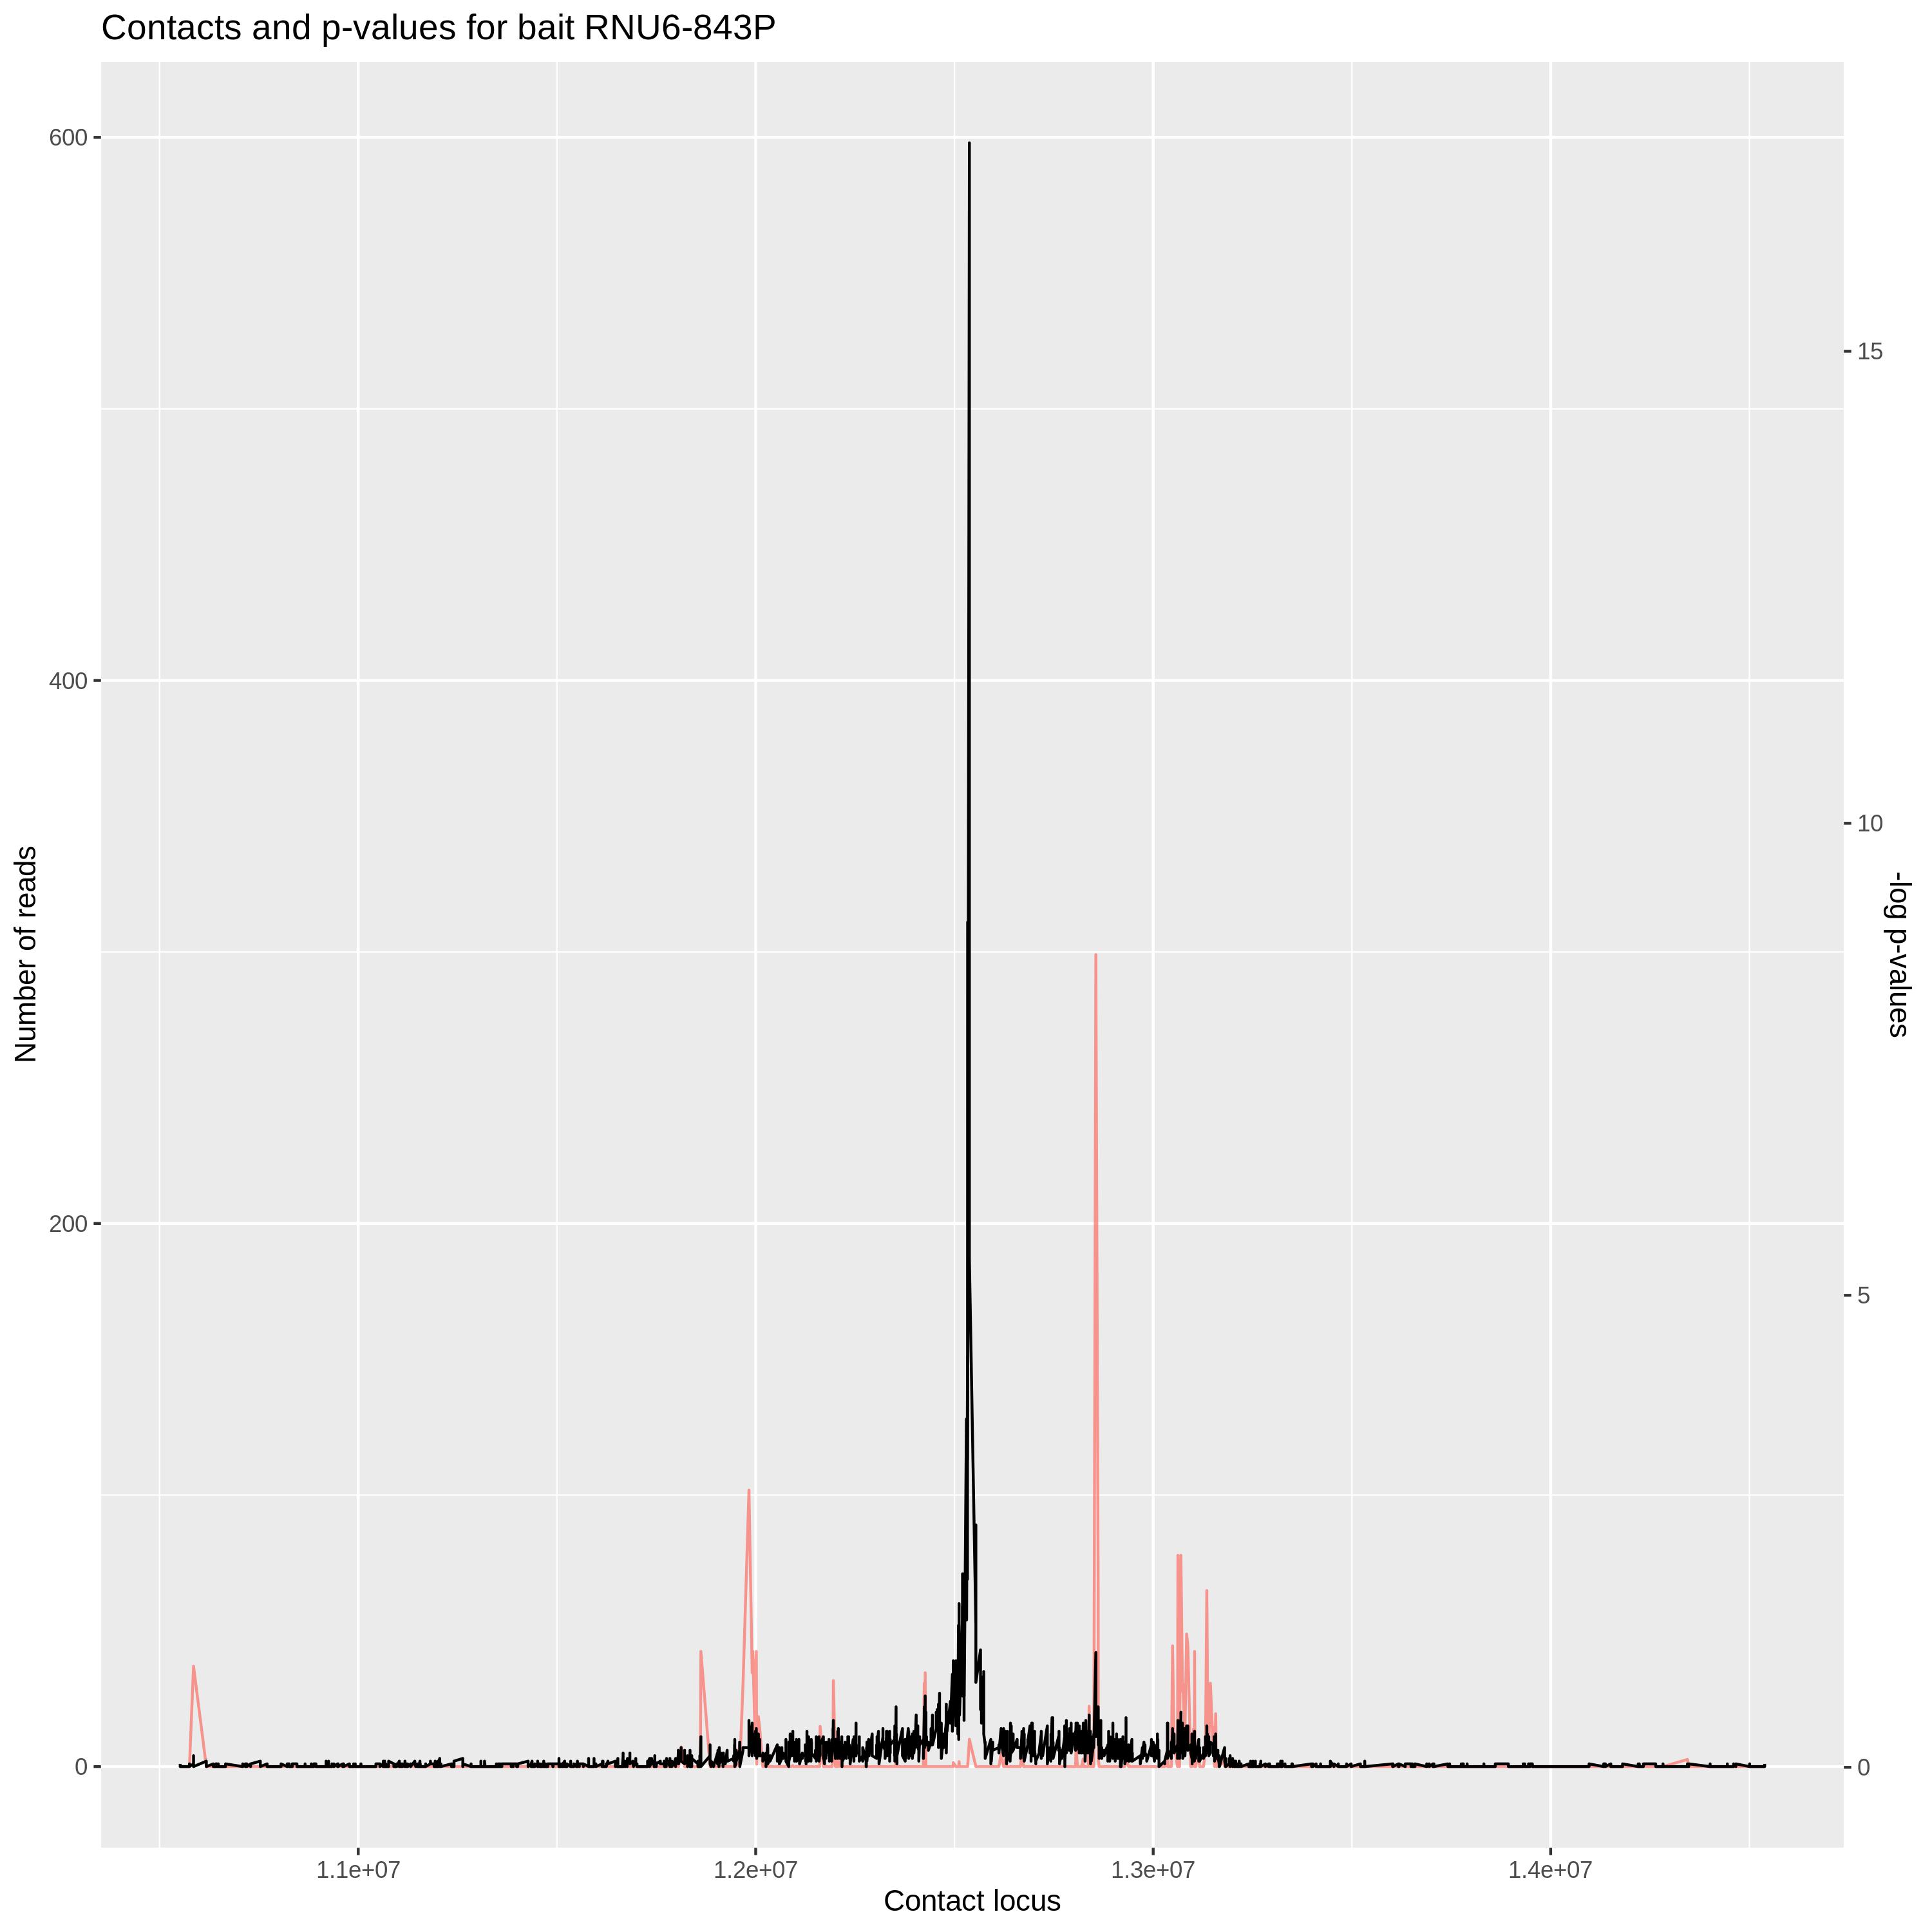 Contacts and p-values for bait RNU6-843P
600
400
200
0
Number of reads
15
10
5
0
-log p-values
1.1e+07
1.2e+07
1.3e+07
1.4e+07
Contact locus